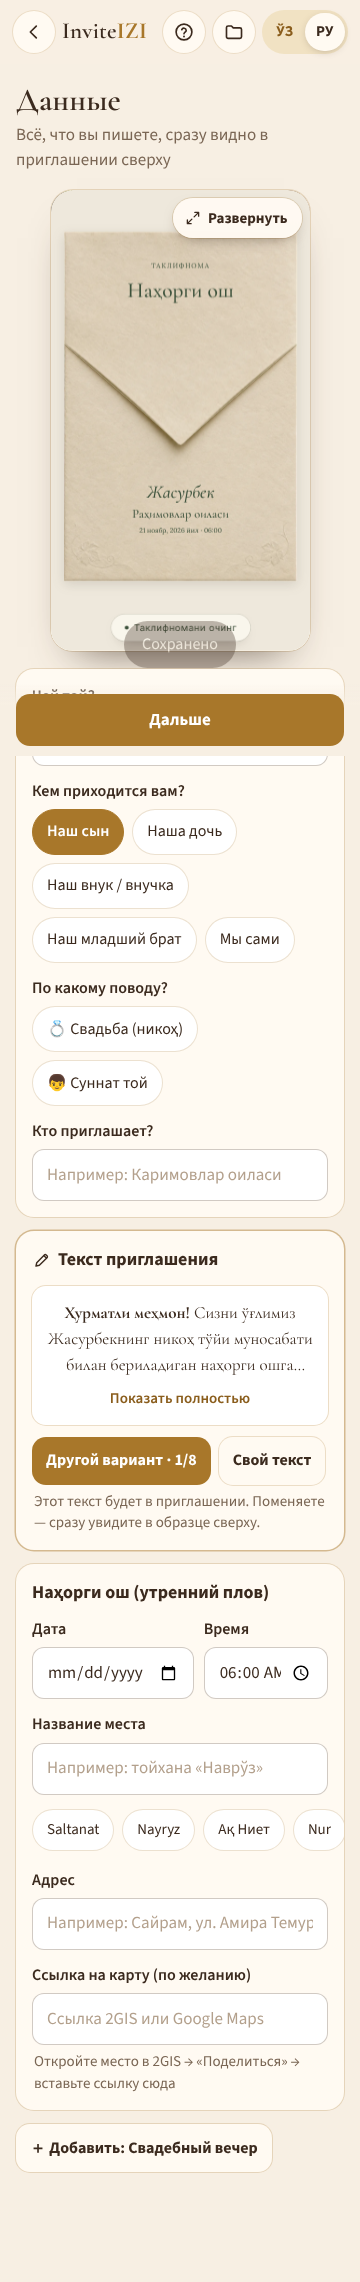 InviteIZI
ЎЗ
РУ
Данные
Всё, что вы пишете, сразу видно в
приглашении сверху
Развернуть
ТАКЛИФНОМА
Наҳорги ош
Жасурбек
Раҳимовлар оиласи
21 ноябр, 2026 йил · 06:00
Таклифномани очинг
Сохранено
Дальше
Кем приходится вам?
Наш сын
Наша дочь
Наш внук / внучка
Наш младший брат
Мы сами
По какому поводу?
💍 Свадьба (никоҳ)
👦 Суннат той
Кто приглашает?
Например: Каримовлар оиласи
Текст приглашения
Ҳурматли меҳмон! Сизни ўғлимиз
Жасурбекнинг никоҳ тўйи муносабати
билан бериладиган наҳорги ошга...
Показать полностью
Другой вариант · 1/8
Свой текст
Этот текст будет в приглашении. Поменяете
— сразу увидите в образце сверху.
Наҳорги ош (утренний плов)
Дата
Время
mm/dd/yyyy
06:00 AM
Название места
Например: тойхана «Наврўз»
Saltanat
Nayryz
Ақ Ниет
Nur
Адрес
Например: Сайрам, ул. Амира Темур
Ссылка на карту (по желанию)
Ссылка 2GIS или Google Maps
Откройте место в 2GIS → «Поделиться» →
вставьте ссылку сюда
+ Добавить: Свадебный вечер